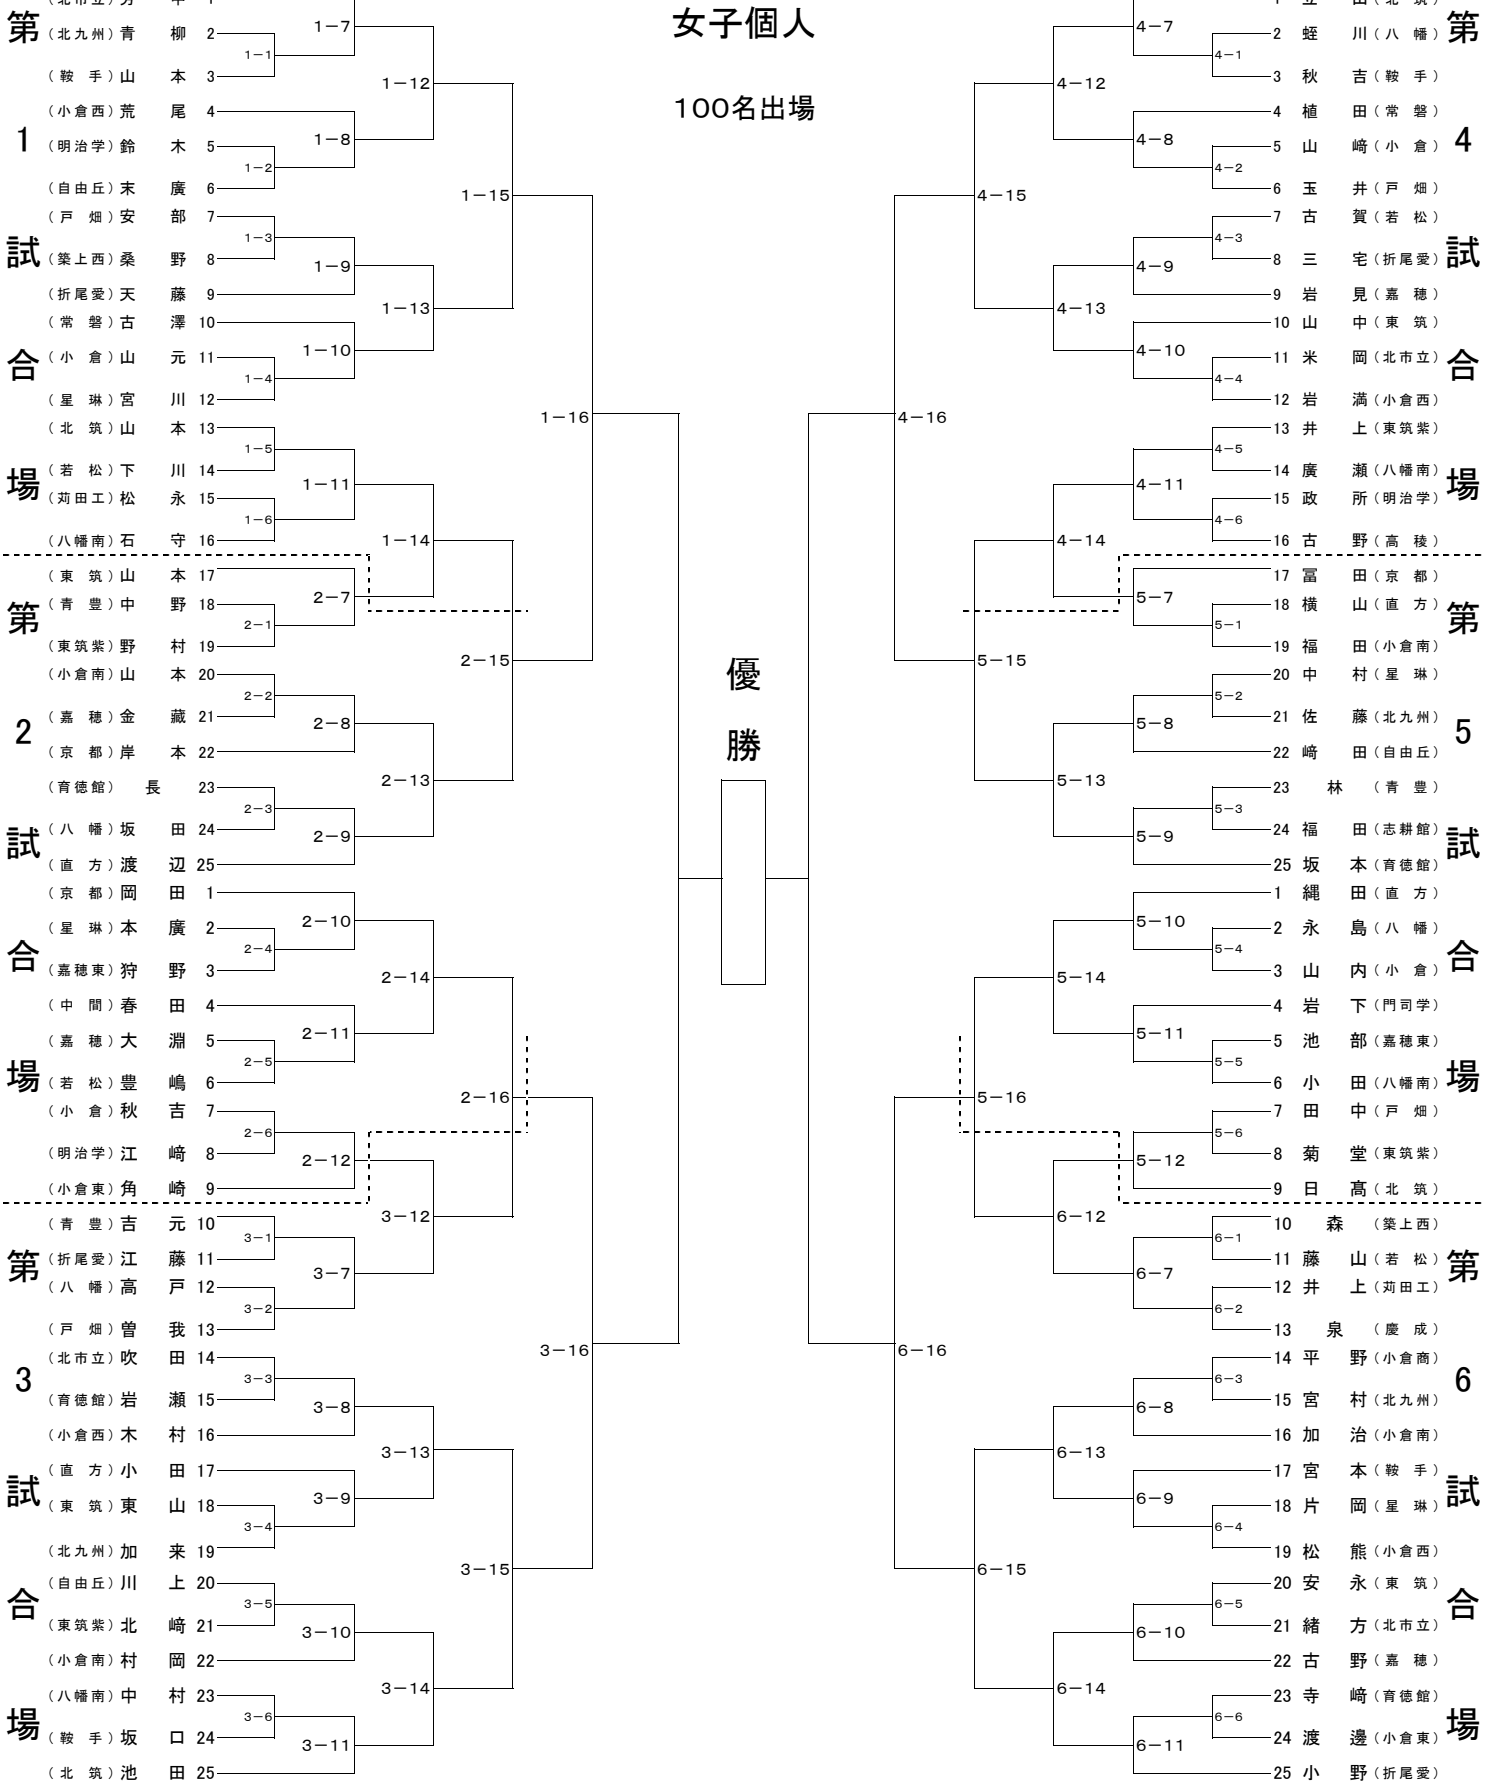 女子個人
100名出場
優
勝
第
1
試
合
場
(北九州) 青 柳 2
(鞍 手) 山 本 3
(小倉西) 荒 尾 4
(明治学) 鈴 木 5
(自由丘) 末 廣 6
(戸 畑) 安 部 7
(築上西) 桑 野 8
(折尾愛) 天 藤 9
(常 磐) 古 澤 10
(小 倉) 山 元 11
(星 琳) 宮 川 12
(北 筑) 山 本 13
(若 松) 下 川 14
(苅田工) 松 永 15
(八幡南) 石 守 16
1-1
1-2
1-3
1-4
1-5
1-6
1-7
1-8
1-9
1-10
1-11
1-12
1-13
1-14
1-15
1-16
第
2
試
合
場
(東 筑) 山 本 17
(青 豊) 中 野 18
(東筑紫) 野 村 19
(小倉南) 山 本 20
(嘉 穂) 金 藏 21
(京 都) 岸 本 22
(育徳館) 長 23
(八 幡) 坂 田 24
(直 方) 渡 辺 25
(京 都) 岡 田 1
(星 琳) 本 廣 2
(嘉穂東) 狩 野 3
(中 間) 春 田 4
(嘉 穂) 大 淵 5
(若 松) 豊 嶋 6
(小 倉) 秋 吉 7
(明治学) 江 﨑 8
(小倉東) 角 崎 9
2-1
2-2
2-3
2-4
2-5
2-6
2-7
2-8
2-9
2-10
2-11
2-12
2-13
2-14
2-15
2-16
第
3
試
合
場
(青 豊) 吉 元 10
(折尾愛) 江 藤 11
(八 幡) 高 戸 12
(戸 畑) 曽 我 13
(北市立) 吹 田 14
(育徳館) 岩 瀬 15
(小倉西) 木 村 16
(直 方) 小 田 17
(東 筑) 東 山 18
(北九州) 加 来 19
(自由丘) 川 上 20
(東筑紫) 北 﨑 21
(小倉南) 村 岡 22
(八幡南) 中 村 23
(鞍 手) 坂 口 24
(北 筑) 池 田 25
3-1
3-2
3-3
3-4
3-5
3-6
3-7
3-8
3-9
3-10
3-11
3-12
3-13
3-14
3-15
3-16
第
4
試
合
場
2 蛭 川 (八 幡)
3 秋 吉 (鞍 手)
4 植 田 (常 磐)
5 山 﨑 (小 倉)
6 玉 井 (戸 畑)
7 古 賀 (若 松)
8 三 宅 (折尾愛)
9 岩 見 (嘉 穂)
10 山 中 (東 筑)
11 米 岡 (北市立)
12 岩 満 (小倉西)
13 井 上 (東筑紫)
14 廣 瀬 (八幡南)
15 政 所 (明治学)
16 古 野 (高 稜)
4-1
4-2
4-3
4-4
4-5
4-6
4-7
4-8
4-9
4-10
4-11
4-12
4-13
4-14
4-15
4-16
第
5
試
合
場
17 冨 田 (京 都)
18 横 山 (直 方)
19 福 田 (小倉南)
20 中 村 (星 琳)
21 佐 藤 (北九州)
22 﨑 田 (自由丘)
23 林 (青 豊)
24 福 田 (志耕館)
25 坂 本 (育徳館)
1 縄 田 (直 方)
2 永 島 (八 幡)
3 山 内 (小 倉)
4 岩 下 (門司学)
5 池 部 (嘉穂東)
6 小 田 (八幡南)
7 田 中 (戸 畑)
8 菊 堂 (東筑紫)
9 日 髙 (北 筑)
5-1
5-2
5-3
5-4
5-5
5-6
5-7
5-8
5-9
5-10
5-11
5-12
5-13
5-14
5-15
5-16
第
6
試
合
場
10 森 (築上西)
11 藤 山 (若 松)
12 井 上 (苅田工)
13 泉 (慶 成)
14 平 野 (小倉商)
15 宮 村 (北九州)
16 加 治 (小倉南)
17 宮 本 (鞍 手)
18 片 岡 (星 琳)
19 松 熊 (小倉西)
20 安 永 (東 筑)
21 緒 方 (北市立)
22 古 野 (嘉 穂)
23 寺 﨑 (育徳館)
24 渡 邊 (小倉東)
25 小 野 (折尾愛)
6-1
6-2
6-3
6-4
6-5
6-6
6-7
6-8
6-9
6-10
6-11
6-12
6-13
6-14
6-15
6-16